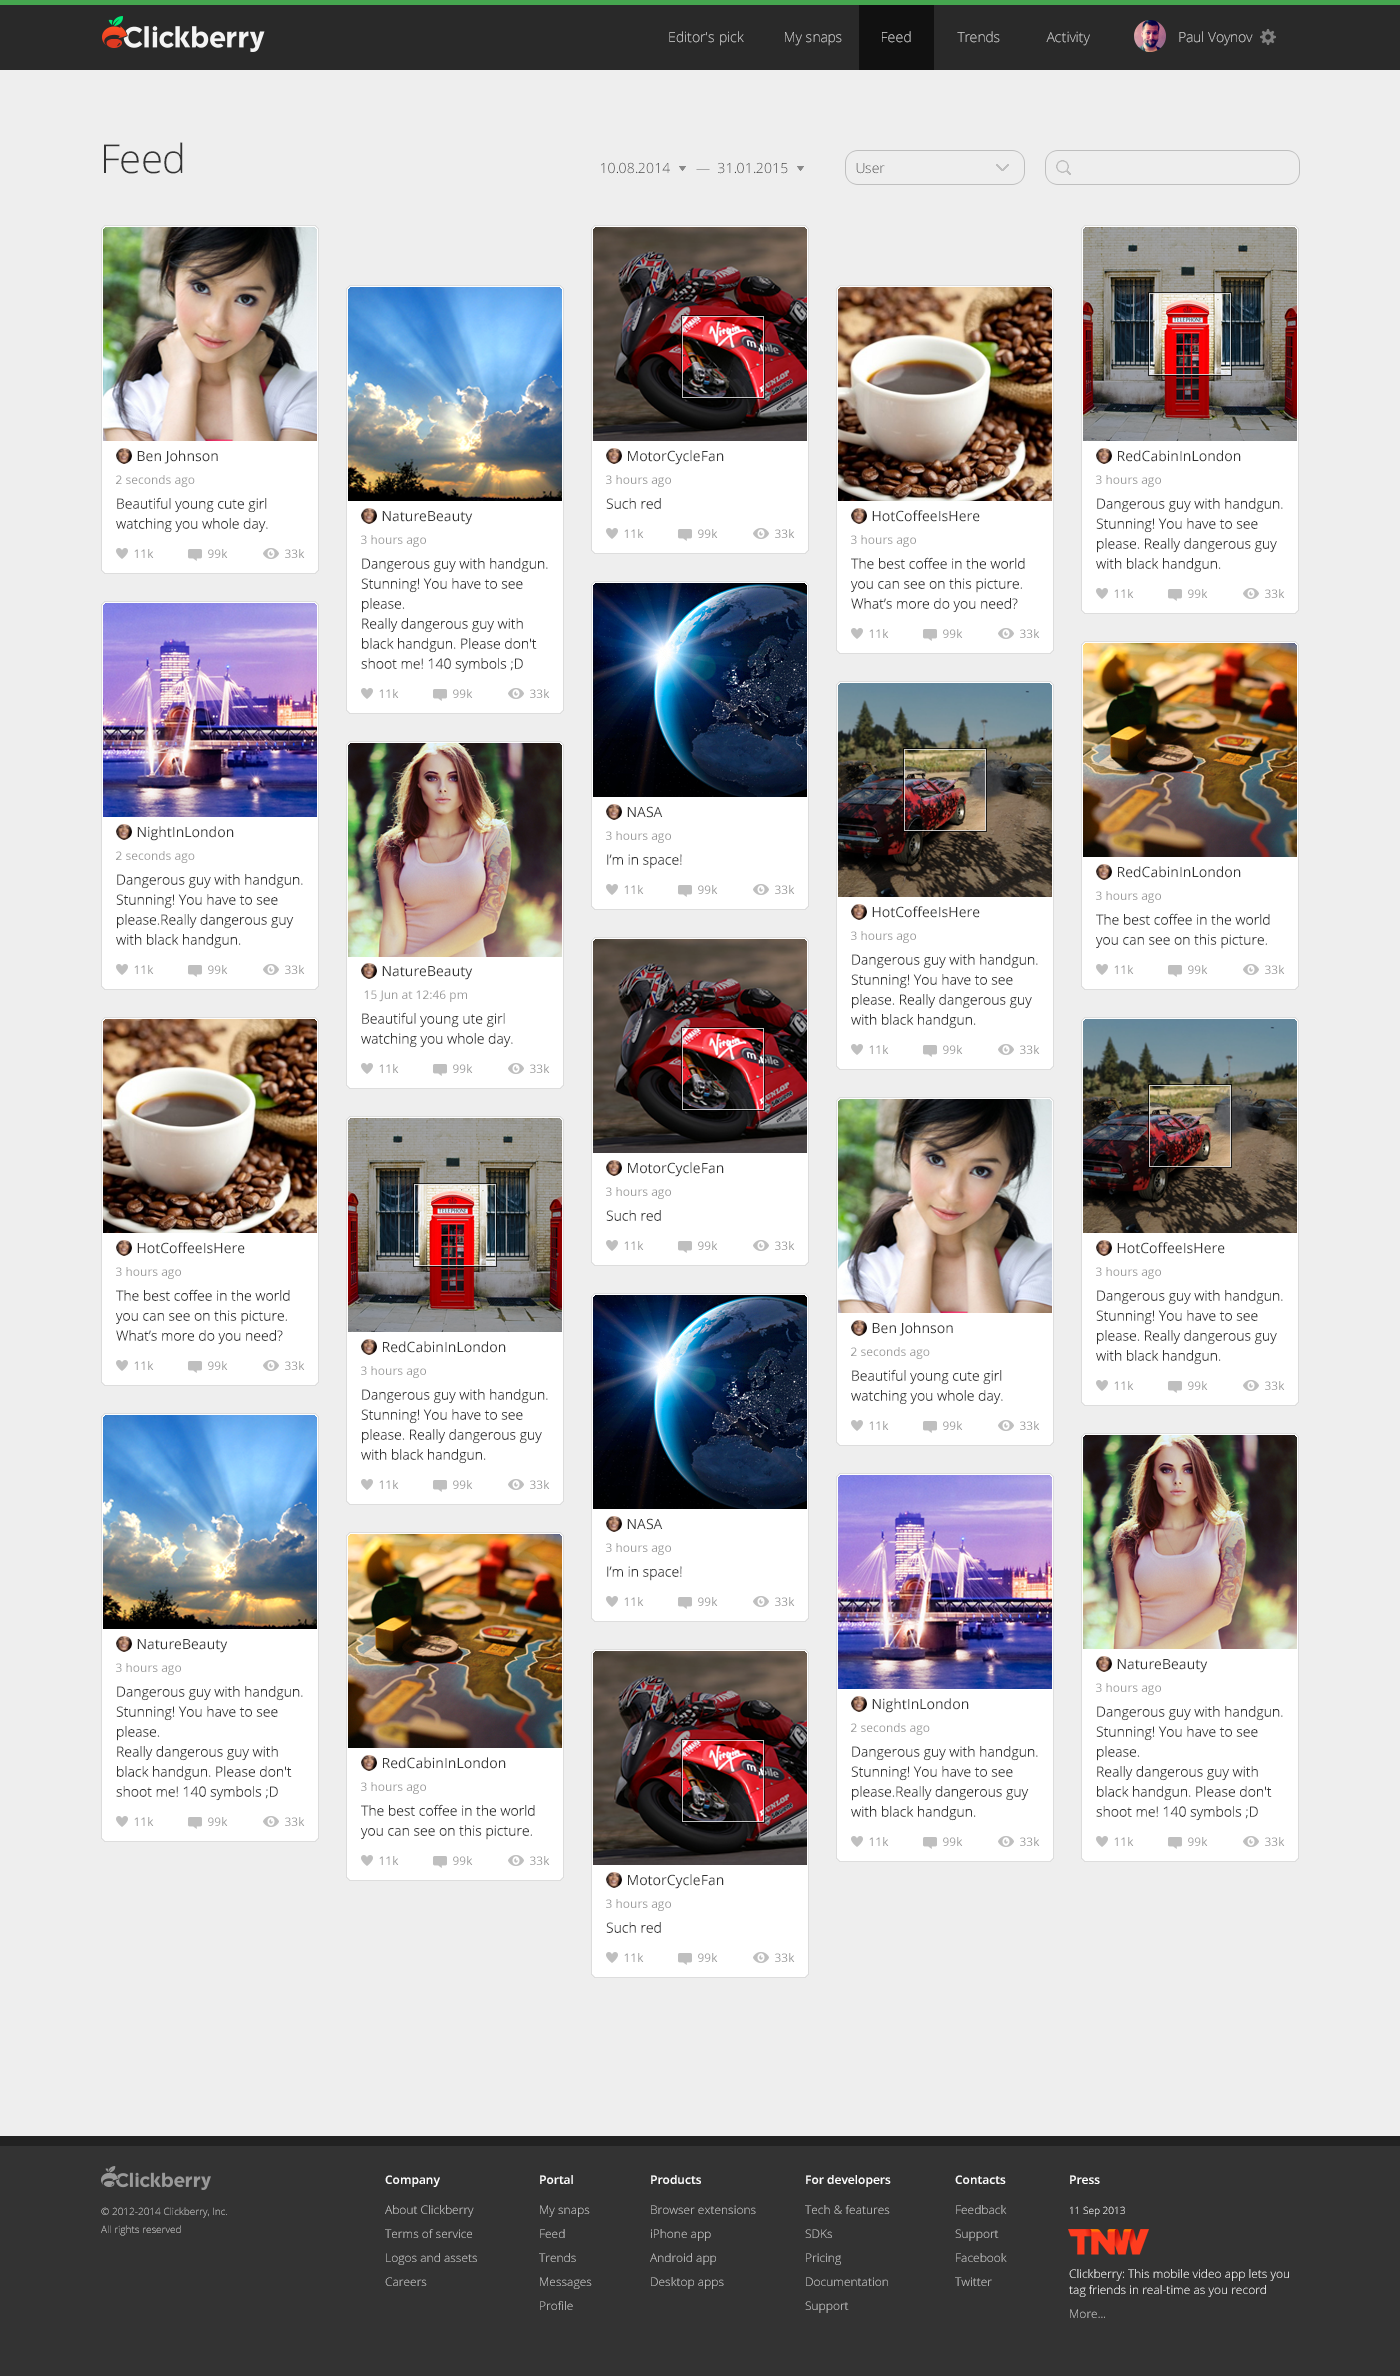 Clickberry
Editor's pick
My snaps
Feed
Trends
Activity
Paul Voynov
Feed
10.08.2014 — 31.01.2015
User
Ben Johnson
2 seconds ago
Beautiful young cute girl
watching you whole day.
11k 99k 33k
NightInLondon
2 seconds ago
Dangerous guy with handgun.
Stunning! You have to see
please.Really dangerous guy
with black handgun.
11k 99k 33k
HotCoffeeIsHere
3 hours ago
The best coffee in the world
you can see on this picture.
What's more do you need?
11k 99k 33k
NatureBeauty
3 hours ago
Dangerous guy with handgun.
Stunning! You have to see
please.
Really dangerous guy with
black handgun. Please don't
shoot me! 140 symbols ;D
11k 99k 33k
NatureBeauty
3 hours ago
Dangerous guy with handgun.
Stunning! You have to see
please.
Really dangerous guy with
black handgun. Please don't
shoot me! 140 symbols ;D
11k 99k 33k
NatureBeauty
15 Jun at 12:46 pm
Beautiful young ute girl
watching you whole day.
11k 99k 33k
TELEPHONE
RedCabinInLondon
3 hours ago
Dangerous guy with handgun.
Stunning! You have to see
please. Really dangerous guy
with black handgun.
11k 99k 33k
RedCabinInLondon
3 hours ago
The best coffee in the world
you can see on this picture.
11k 99k 33k
Virgin
mobile
DUNLOP
MotorCycleFan
3 hours ago
Such red
11k 99k 33k
NASA
3 hours ago
I'm in space!
11k 99k 33k
Virgin
mobile
DUNLOP
MotorCycleFan
3 hours ago
Such red
11k 99k 33k
NASA
3 hours ago
I'm in space!
11k 99k 33k
Virgin
mobile
DUNLOP
MotorCycleFan
3 hours ago
Such red
11k 99k 33k
HotCoffeeIsHere
3 hours ago
The best coffee in the world
you can see on this picture.
What's more do you need?
11k 99k 33k
HotCoffeeIsHere
3 hours ago
Dangerous guy with handgun.
Stunning! You have to see
please. Really dangerous guy
with black handgun.
11k 99k 33k
Ben Johnson
2 seconds ago
Beautiful young cute girl
watching you whole day.
11k 99k 33k
NightInLondon
2 seconds ago
Dangerous guy with handgun.
Stunning! You have to see
please.Really dangerous guy
with black handgun.
11k 99k 33k
TELEPHONE
RedCabinInLondon
3 hours ago
Dangerous guy with handgun.
Stunning! You have to see
please. Really dangerous guy
with black handgun.
11k 99k 33k
RedCabinInLondon
3 hours ago
The best coffee in the world
you can see on this picture.
11k 99k 33k
HotCoffeeIsHere
3 hours ago
Dangerous guy with handgun.
Stunning! You have to see
please. Really dangerous guy
with black handgun.
11k 99k 33k
NatureBeauty
3 hours ago
Dangerous guy with handgun.
Stunning! You have to see
please.
Really dangerous guy with
black handgun. Please don't
shoot me! 140 symbols ;D
11k 99k 33k
Clickberry
© 2012-2014 Clickberry, Inc.
All rights reserved
Company
About Clickberry
Terms of service
Logos and assets
Careers
Portal
My snaps
Feed
Trends
Messages
Profile
Products
Browser extensions
iPhone app
Android app
Desktop apps
For developers
Tech & features
SDKs
Pricing
Documentation
Support
Contacts
Feedback
Support
Facebook
Twitter
Press
11 Sep 2013
TNW
Clickberry: This mobile video app lets you
tag friends in real-time as you record
More...